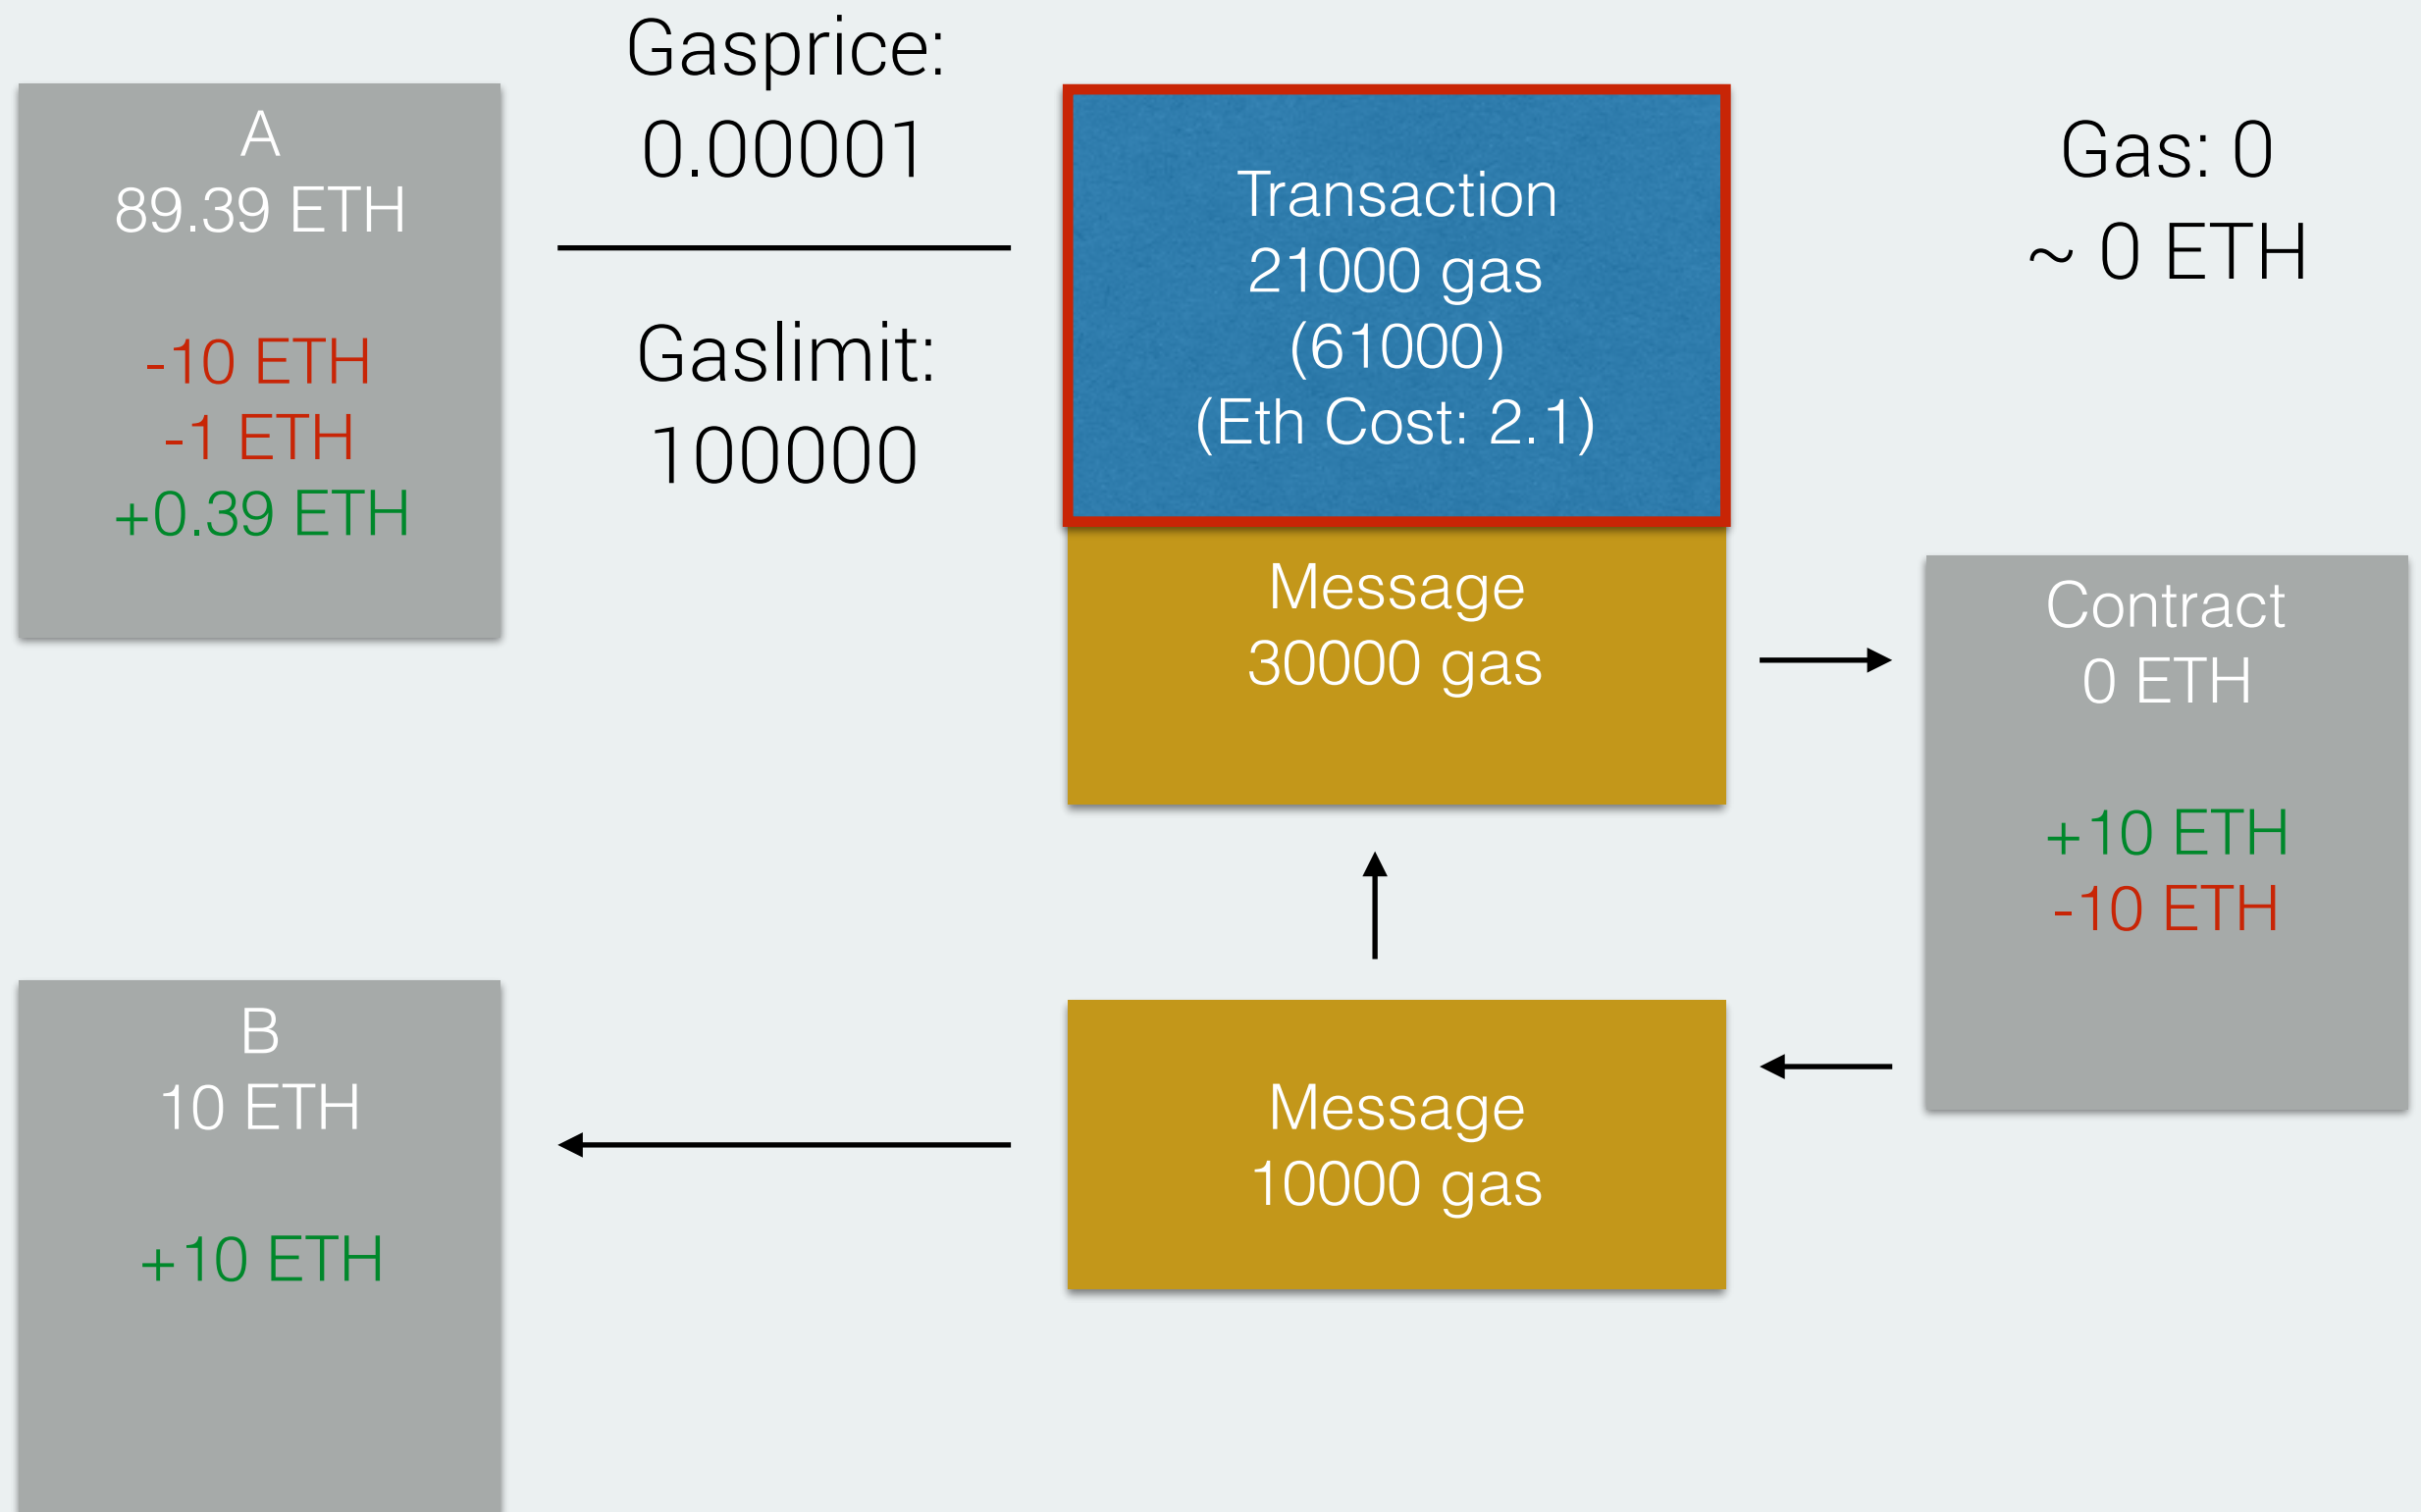 A
89.39 ETH
-10 ETH
-1 ETH
+0.39 ETH
Gasprice:
0.00001
Gaslimit:
100000
Transaction
21000 gas
(61000)
(Eth Cost: 2.1)
Message
30000 gas
Gas: 0
~ 0 ETH
Contract
0 ETH
+10 ETH
-10 ETH
B
10 ETH
+10 ETH
Message
10000 gas